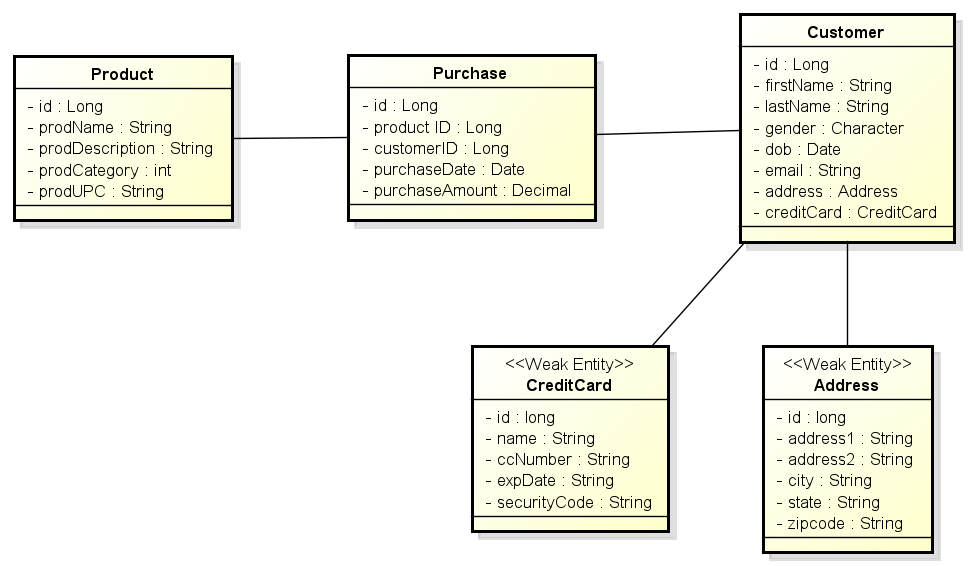 Product
- id : Long
- prodName : String
- prodDescription : String
- prodCategory : int
- prodUPC : String
Purchase
- id : Long
- product ID : Long
- customerID : Long
- purchaseDate : Date
- purchaseAmount : Decimal
Customer
- id : Long
- firstName : String
- lastName : String
- gender : Character
- dob : Date
- email : String
- address : Address
- creditCard : CreditCard
<<Weak Entity>>
CreditCard
- id : long
- name : String
- ccNumber : String
- expDate : String
- securityCode : String
<<Weak Entity>>
Address
- id : long
- address1 : String
- address2 : String
- city : String
- state : String
- zipcode : String